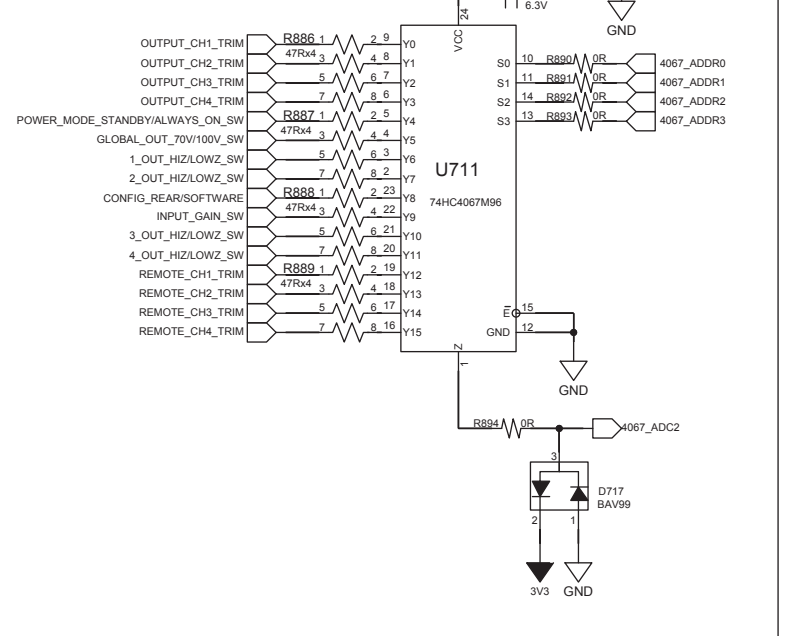 6.3V
GND
24
VCC
OUTPUT_CH1_TRIM R886 1 2 9 Y0
47Rx4
OUTPUT_CH2_TRIM 3 4 8 Y1
OUTPUT_CH3_TRIM 5 6 7 Y2
OUTPUT_CH4_TRIM 7 8 6 Y3
POWER_MODE_STANDBY/ALWAYS_ON_SW R887 1 2 5 Y4
47Rx4
GLOBAL_OUT_70V/100V_SW 3 4 4 Y5
1_OUT_HIZ/LOWZ_SW 5 6 3 Y6
2_OUT_HIZ/LOWZ_SW 7 8 2 Y7
CONFIG_REAR/SOFTWARE R888 1 2 23 Y8
47Rx4
INPUT_GAIN_SW 3 4 22 Y9
3_OUT_HIZ/LOWZ_SW 5 6 21 Y10
4_OUT_HIZ/LOWZ_SW 7 8 20 Y11
REMOTE_CH1_TRIM R889 1 2 19 Y12
47Rx4
REMOTE_CH2_TRIM 3 4 18 Y13
REMOTE_CH3_TRIM 5 6 17 Y14
REMOTE_CH4_TRIM 7 8 16 Y15
U711
74HC4067M96
S0 10 R890 0R 4067_ADDR0
S1 11 R891 0R 4067_ADDR1
S2 14 R892 0R 4067_ADDR2
S3 13 R893 0R 4067_ADDR3
E 15
GND 12
GND
Z
1
R894 0R 4067_ADC2
3
D717
BAV99
2 1
3V3 GND